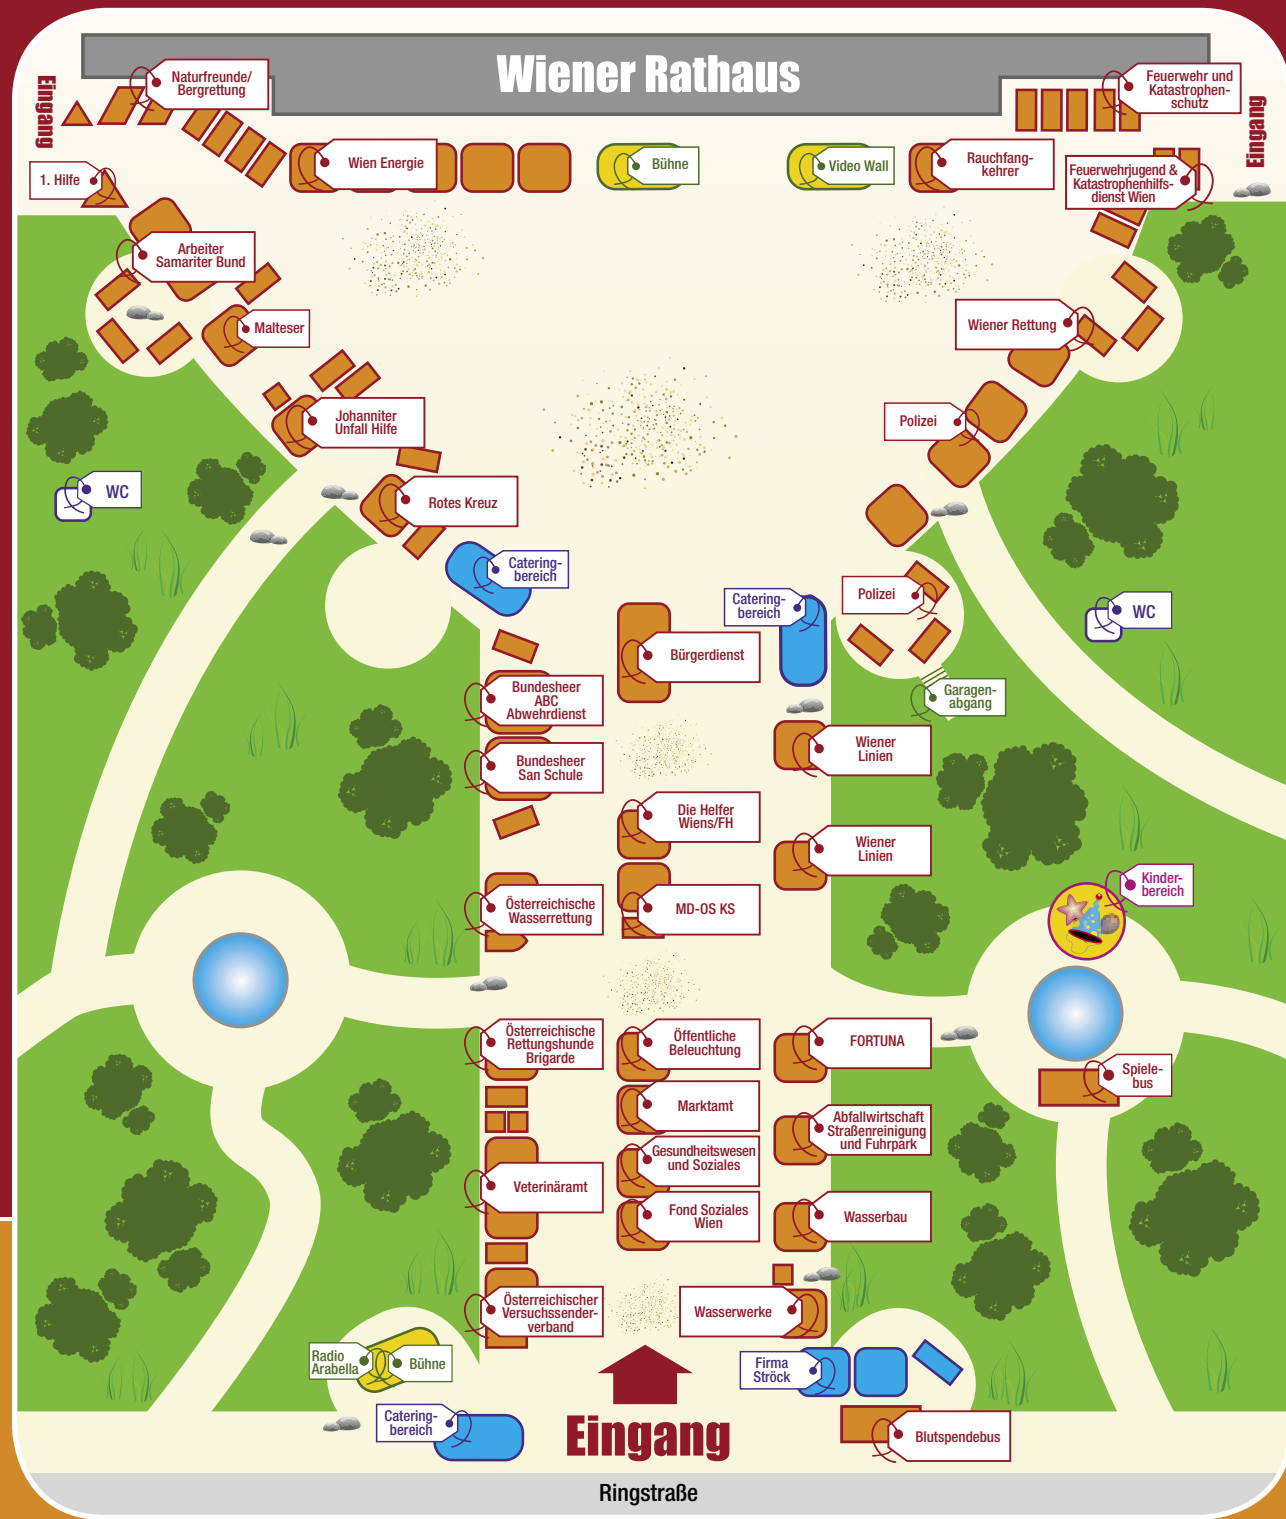 Wiener Rathaus
Eingang
Naturfreunde/
Bergrettung
Feuerwehr und
Katastrophen-
schutz
Eingang
1. Hilfe
Wien Energie
Bühne
Video Wall
Rauchfang-
kehrer
Feuerwehrjugend &
Katastrophenhilfs-
dienst Wien
Arbeiter
Samariter Bund
Malteser
Wiener Rettung
Johanniter
Unfall Hilfe
Polizei
WC
Rotes Kreuz
Catering-
bereich
Catering-
bereich
Polizei
WC
Bürgerdienst
Bundesheer
ABC
Abwehrdienst
Garagen-
abgang
Bundesheer
San Schule
Wiener
Linien
Die Helfer
Wiens/FH
Wiener
Linien
Kinder-
bereich
Österreichische
Wasserrettung
MD-OS KS
Österreichische
Rettungshunde
Brigarde
Öffentliche
Beleuchtung
FORTUNA
Spiele-
bus
Marktamt
Abfallwirtschaft
Straßenreinigung
und Fuhrpark
Gesundheitswesen
und Soziales
Veterinäramt
Fond Soziales
Wien
Wasserbau
Österreichischer
Versuchssender-
verband
Wasserwerke
Radio
Arabella
Bühne
Firma
Ströck
Catering-
bereich
Eingang
Blutspendebus
Ringstraße